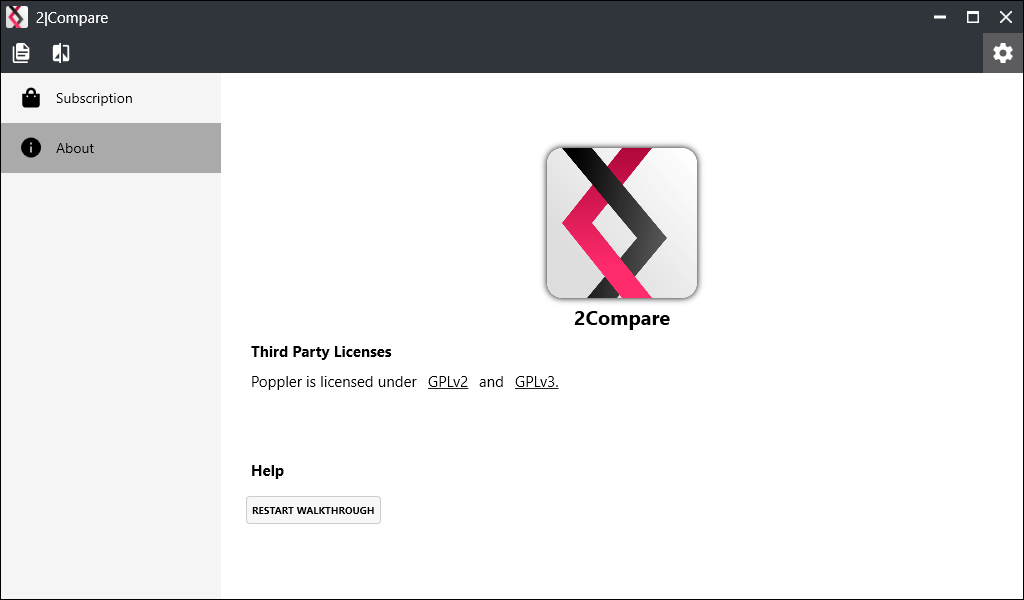 2|Compare
Subscription
About
2Compare
Third Party Licenses
Poppler is licensed under GPLv2 and GPLv3.
Help
RESTART WALKTHROUGH